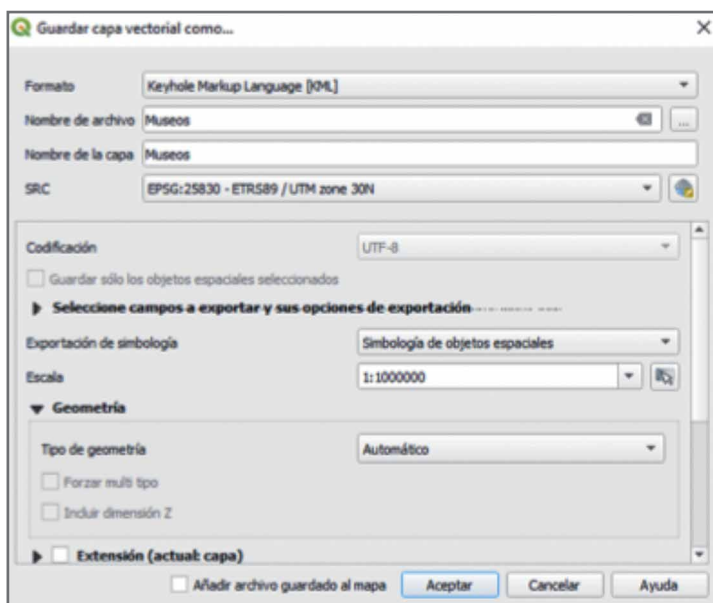 Guardar capa vectorial como...
Formato Keyhole Markup Language [KML]
Nombre de archivo Museos ...
Nombre de la capa Museos
SRC EPSG:25830 - ETRS89 / UTM zone 30N
Codificación UTF-8
Guardar sólo los objetos espaciales seleccionados
Seleccione campos a exportar y sus opciones de exportación
Exportación de simbología Simbología de objetos espaciales
Escala 1:1000000
Geometría
Tipo de geometría Automático
Forzar multi tipo
Incluir dimensión Z
Extensión (actual: capa)
Añadir archivo guardado al mapa Aceptar Cancelar Ayuda